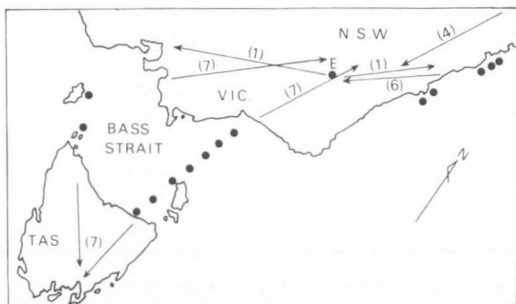 N S.W
(4)
(1)
E
(7)
(1)
(6)
(7)
VIC.
BASS
STRAIT
N
TAS
(7)